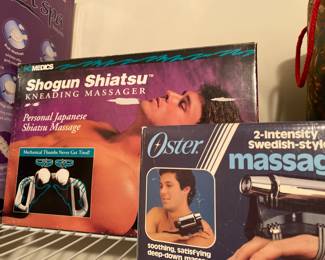 Spa
HOMEDICS
Shogun Shiatsu™
KNEADING MASSAGER
Personal Japanese
Shiatsu Massage
Mechanical Thumbs Never Get Tired!
Oster
2-Intensity
Swedish-style
massag
soothing, satisfying
deep-down mass